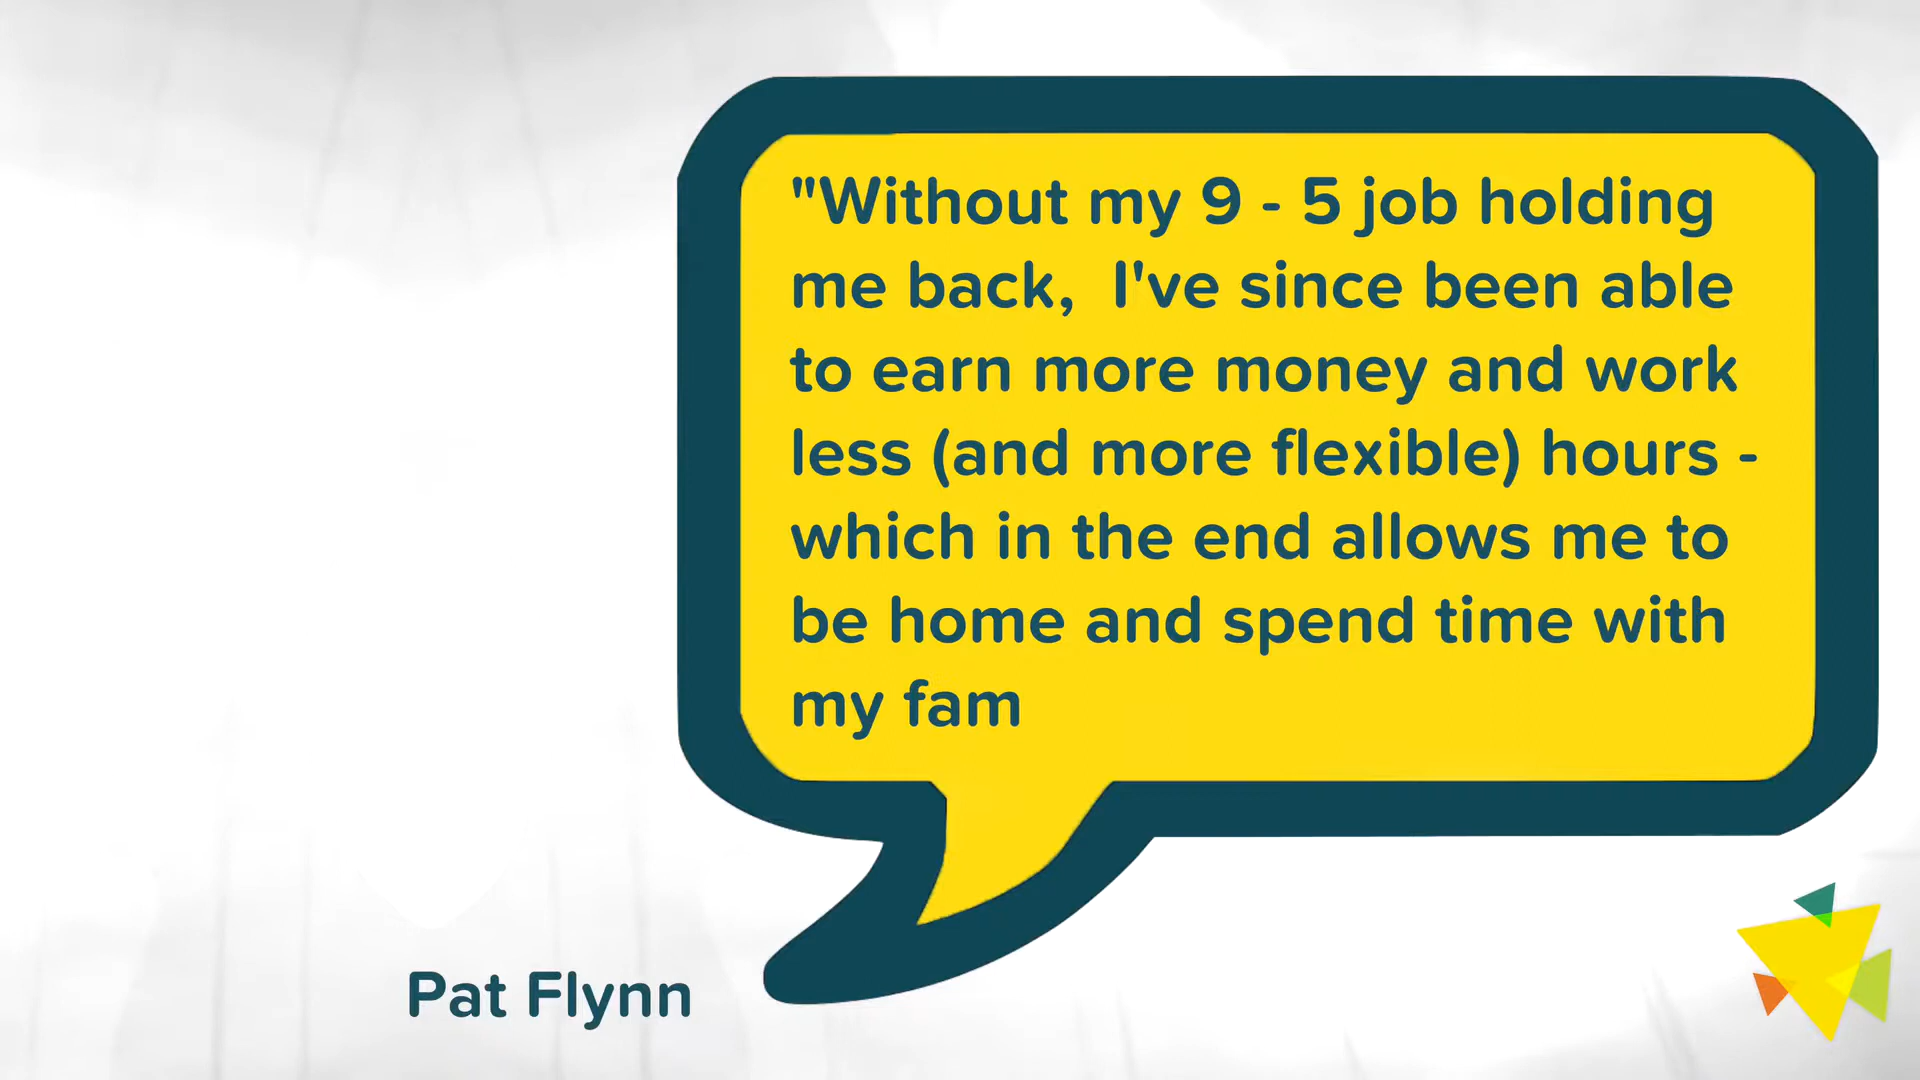 "Without my 9 - 5 job holding
me back,  I've since been able
to earn more money and work
less (and more flexible) hours -
which in the end allows me to
be home and spend time with
my fam
Pat Flynn